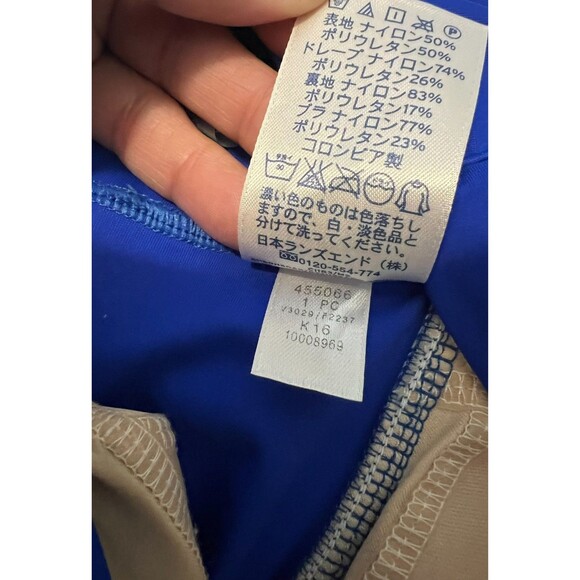 表地 ナイロン50%
ポリウレタン50%
ドレープ ナイロン74%
ポリウレタン26%
裏地 ナイロン83%
ポリウレタン17%
ブラ ナイロン77%
ポリウレタン23%
コロンビア製
濃い色のものは色落ちし
ますので、白・淡色品と
分けて洗ってください。
日本ランズエンド(株)
0120-554-774
455066
1 PC
V3029/F2237
K16
10008969